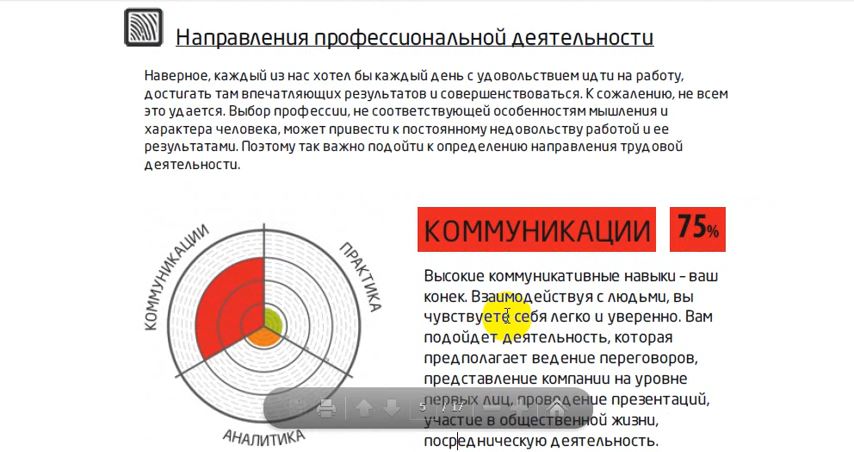 Направления профессиональной деятельности
Наверное, каждый из нас хотел бы каждый день с удовольствием идти на работу,
достигать там впечатляющих результатов и совершенствоваться. К сожалению, не всем
это удается. Выбор профессии, не соответствующей особенностям мышления и
характера человека, может привести к постоянному недовольству работой и ее
результатами. Поэтому так важно подойти к определению направления трудовой
деятельности.
КОММУНИКАЦИИ
ПРАКТИКА
АНАЛИТИКА
КОММУНИКАЦИИ 75%
Высокие коммуникативные навыки – ваш
конек. Взаимодействуя с людьми, вы
чувствуете себя легко и уверенно. Вам
подойдет деятельность, которая
предполагает ведение переговоров,
представление компании на уровне
первых лиц, проведение презентаций,
участие в общественной жизни,
посредническую деятельность.
5 / 17